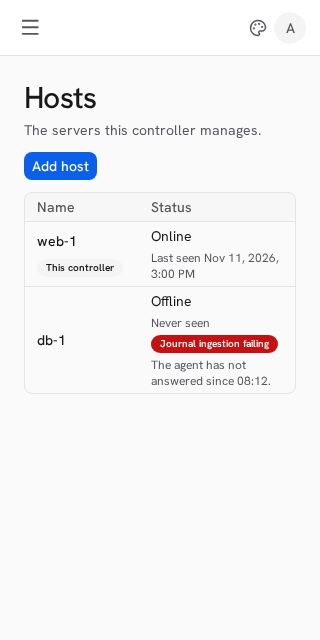 A
Hosts
The servers this controller manages.
Add host
Name Status
web-1
This controller
Online
Last seen Nov 11, 2026,
3:00 PM
db-1
Offline
Never seen
Journal ingestion failing
The agent has not
answered since 08:12.